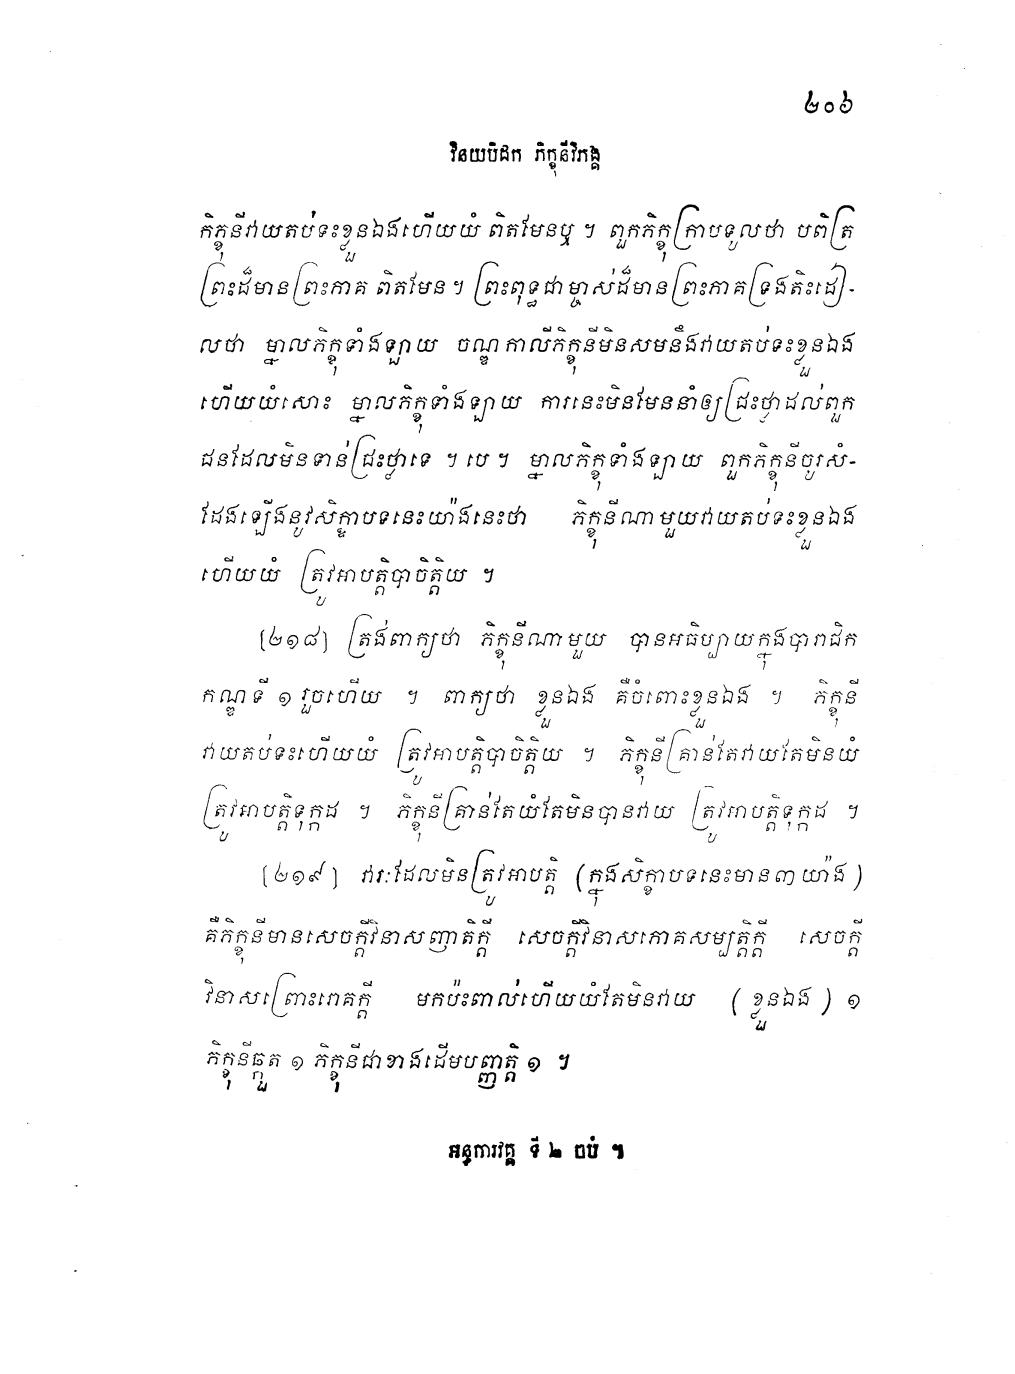 ២០៦
វិនយបិដក ភិក្ខុនីវិភង្គ
ភិក្ខុនីវាយតប់ទះខ្លួនឯងហើយយំ ពិតមែនឬ ។ ពួកភិក្ខុក្រាបទូលថា បពិត្រ
ព្រះដ៏មានព្រះភាគ ពិតមែន ។ ព្រះពុទ្ធជាម្ចាស់ដ៏មានព្រះភាគទ្រង់តិះដៀ-
លថា ម្នាលភិក្ខុទាំងឡាយ ចណ្ឌកាលីភិក្ខុនីមិនសមនឹងវាយតប់ទះខ្លួនឯង
ហើយយំសោះ ម្នាលភិក្ខុទាំងឡាយ ការនេះមិនមែននាំឲ្យជ្រះថ្លាដល់ពួក
ជនដែលមិនទាន់ជ្រះថ្លាទេ ។ បេ ។ ម្នាលភិក្ខុទាំងឡាយ ពួកភិក្ខុនីចូរសំ-
ដែងឡើងនូវសិក្ខាបទនេះយ៉ាងនេះថា ភិក្ខុនីណាមួយវាយតប់ទះខ្លួនឯង
ហើយយំ ត្រូវអាបត្តិបាចិត្តិយ ។
[២១៨] ត្រង់ពាក្យថា ភិក្ខុនីណាមួយ បានអធិប្បាយក្នុងបារាជិក
កណ្ឌទី ១ រួចហើយ ។ ពាក្យថា ខ្លួនឯង គឺចំពោះខ្លួនឯង ។ ភិក្ខុនី
វាយតប់ទះហើយយំ ត្រូវអាបត្តិបាចិត្តិយ ។ ភិក្ខុនីគ្រាន់តែវាយតែមិនយំ
ត្រូវអាបត្តិទុក្កដ ។ ភិក្ខុនីគ្រាន់តែយំតែមិនបានវាយ ត្រូវអាបត្តិទុក្កដ ។
[២១៩] វារៈដែលមិនត្រូវអាបត្តិ (ក្នុងសិក្ខាបទនេះមាន៣យ៉ាង)
គឺភិក្ខុនីមានសេចក្តីវិនាសញាតិក្តី សេចក្តីវិនាសភោគសម្បត្តិក្តី សេចក្តី
វិនាសព្រោះរោគក្តី មកប៉ះពាល់ហើយយំតែមិនវាយ (ខ្លួនឯង) ១
ភិក្ខុនីឆ្កួត ១ ភិក្ខុនីជាខាងដើមបញ្ញត្តិ ១ ។
អន្ធការវគ្គ ទី ២ ចប់ ៕